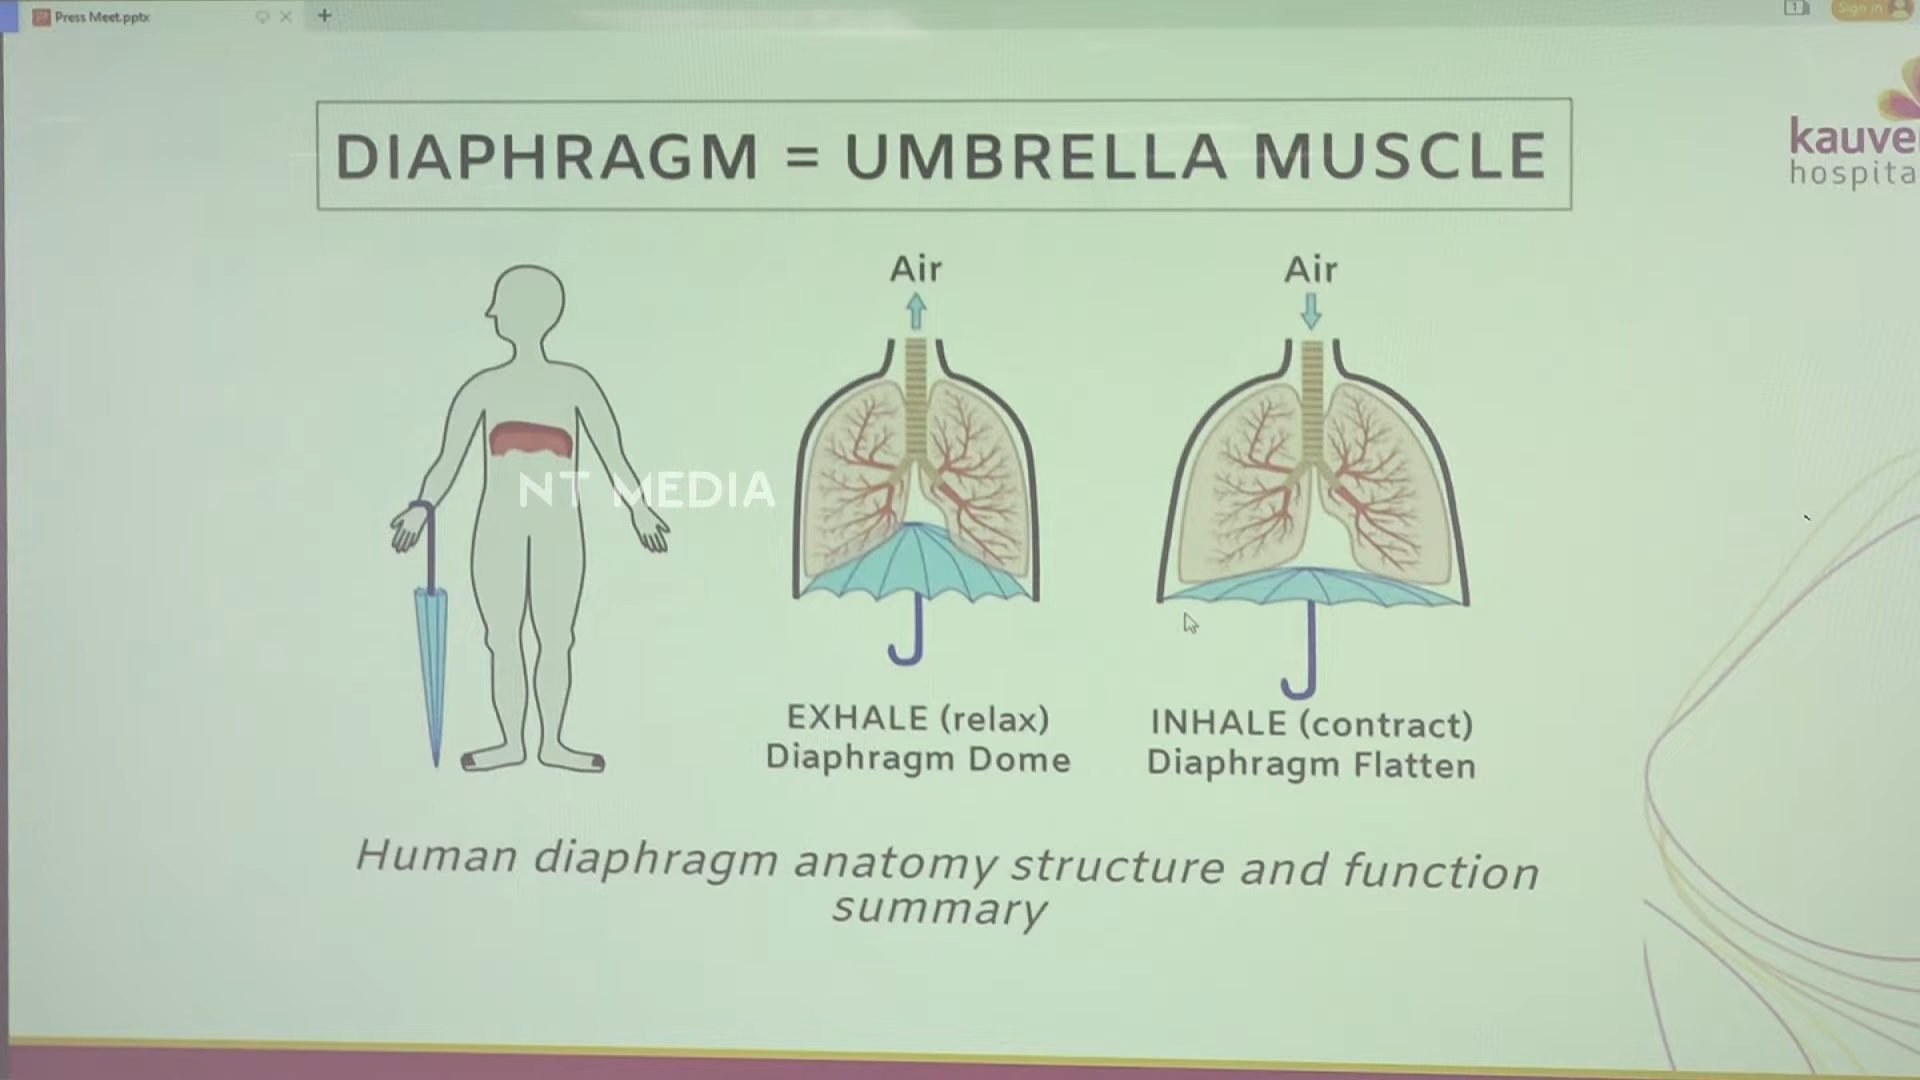 Press Meet.pptx
1
Sign in
kauve
hospita
DIAPHRAGM = UMBRELLA MUSCLE
Air
Air
NT MEDIA
EXHALE (relax)
Diaphragm Dome
INHALE (contract)
Diaphragm Flatten
Human diaphragm anatomy structure and function
summary